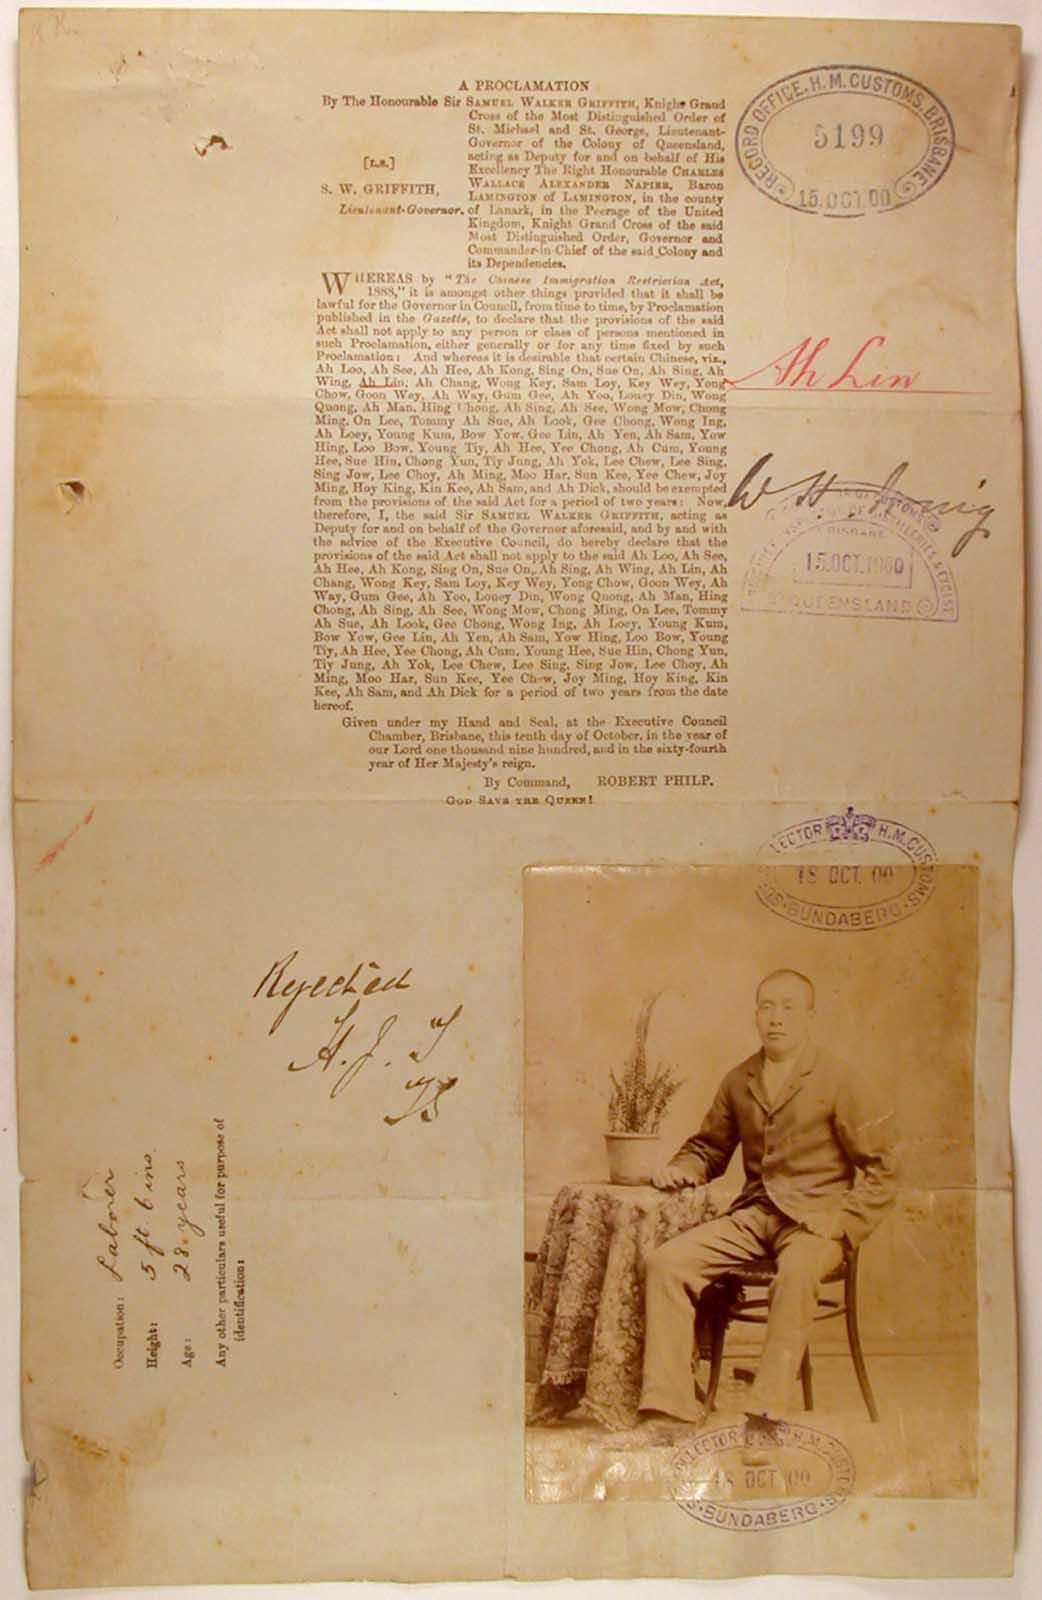 A PROCLAMATION
By The Honourable Sir SAMUEL WALKER GRIFFITH, Knight Grand
Cross of the Most Distinguished Order of
St. Michael and St. George, Lieutenant-
Governor of the Colony of Queensland,
acting as Deputy for and on behalf of His
Excellency The Right Honourable CHARLES
WALLACE ALEXANDER NAPIER, Baron
LAMINGTON of LAMINGTON, in the county
of Lanark, in the Peerage of the United
Kingdom, Knight Grand Cross of the said
Most Distinguished Order, Governor and
Commander-in-Chief of the said Colony and
its Dependencies.
[L.S.]
S. W. GRIFFITH,
Lieutenant-Governor.
WHEREAS by "The Chinese Immigration Restriction Act,
1888," it is amongst other things provided that it shall be
lawful for the Governor in Council, from time to time, by Proclamation
published in the Gazette, to declare that the provisions of the said
Act shall not apply to any person or class of persons mentioned in
such Proclamation, either generally or for any time fixed by such
Proclamation: And whereas it is desirable that certain Chinese, viz.,
Ah Loo, Ah See, Ah Hee, Ah Kong, Sing On, Sue On, Ah Sing, Ah
Wing, Ah Lin, Ah Chang, Wong Key, Sam Loy, Key Wey, Yong
Chow, Goon Wey, Ah Way, Gum Gee, Ah Yoo, Louey Din, Wong
Quong, Ah Man, Hing Chong, Ah Sing, Ah See, Wong Mow, Chong
Ming, On Lee, Tommy Ah Sue, Ah Look, Gee Chong, Wong Ing,
Ah Loey, Young Kum, Bow Yow, Gee Lin, Ah Yen, Ah Sam, Yow
Hing, Loo Bow, Young Tiy, Ah Hee, Yee Chong, Ah Cum, Young
Hee, Sue Hin, Chong Yun, Tiy Jung, Ah Yok, Lee Chew, Lee Sing,
Sing Jow, Lee Choy, Ah Ming, Moo Har, Sun Kee, Yee Chew, Joy
Ming, Hoy King, Kin Kee, Ah Sam, and Ah Dick, should be exempted
from the provisions of the said Act for a period of two years: Now,
therefore, I, the said Sir SAMUEL WALKER GRIFFITH, acting as
Deputy for and on behalf of the Governor aforesaid, and by and with
the advice of the Executive Council, do hereby declare that the
provisions of the said Act shall not apply to the said Ah Loo, Ah See,
Ah Hee, Ah Kong, Sing On, Sue On, Ah Sing, Ah Wing, Ah Lin, Ah
Chang, Wong Key, Sam Loy, Key Wey, Yong Chow, Goon Wey, Ah
Way, Gum Gee, Ah Yoo, Louey Din, Wong Quong, Ah Man, Hing
Chong, Ah Sing, Ah See, Wong Mow, Chong Ming, On Lee, Tommy
Ah Sue, Ah Look, Gee Chong, Wong Ing, Ah Loey, Young Kum,
Bow Yow, Gee Lin, Ah Yen, Ah Sam, Yow Hing, Loo Bow, Young
Tiy, Ah Hee, Yee Chong, Ah Cum, Young Hee, Sue Hin, Chong Yun,
Tiy Jung, Ah Yok, Lee Chew, Lee Sing, Sing Jow, Lee Choy, Ah
Ming, Moo Har, Sun Kee, Yee Chew, Joy Ming, Hoy King, Kin
Kee, Ah Sam, and Ah Dick for a period of two years from the date
hereof.
Given under my Hand and Seal, at the Executive Council
Chamber, Brisbane, this tenth day of October, in the year of
our Lord one thousand nine hundred, and in the sixty-fourth
year of Her Majesty's reign.
By Command, ROBERT PHILP.
GOD SAVE THE QUEEN!
RECORD OFFICE. H.M. CUSTOMS. BRISBANE
5199
15.OCT.00
Ah Lin
W H
OF CUSTOMS
DISTILLERIES & EXCISE
BRISBANE
15.OCT.1900
QUEENSLAND
LECTOR H.M. CUSTOMS
18 OCT. 00
BUNDABERG
Rejected
H. J. T
TB
Occupation: Laborer
Height: 5 ft. 6 ins.
Age: 28 years
Any other particulars useful for purpose of
identification:
COLLECTOR H.M. CUSTOMS
18 OCT 00
BUNDABERG